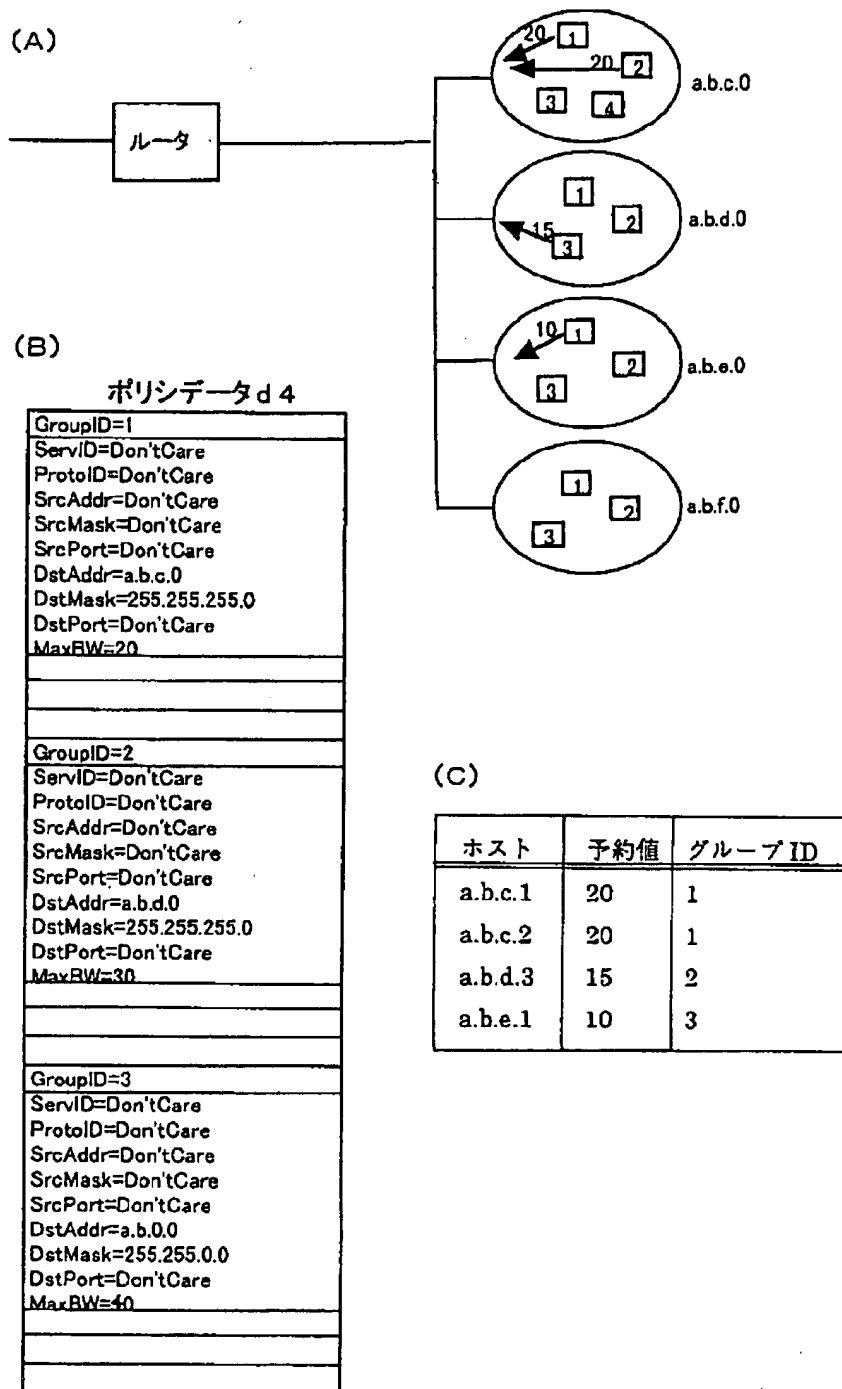 (A)
ルータ
20
1
20
2
3
4
a.b.c.0
1
2
15
3
a.b.d.0
10
1
2
3
a.b.e.0
1
2
3
a.b.f.0
(B)
ポリシデータd4
GroupID=1
ServID=Don'tCare
ProtoID=Don'tCare
SrcAddr=Don'tCare
SrcMask=Don'tCare
SrcPort=Don'tCare
DstAddr=a.b.c.0
DstMask=255.255.255.0
DstPort=Don'tCare
MaxBW=20
GroupID=2
ServID=Don'tCare
ProtoID=Don'tCare
SrcAddr=Don'tCare
SrcMask=Don'tCare
SrcPort=Don'tCare
DstAddr=a.b.d.0
DstMask=255.255.255.0
DstPort=Don'tCare
MaxBW=30
GroupID=3
ServID=Don'tCare
ProtoID=Don'tCare
SrcAddr=Don'tCare
SrcMask=Don'tCare
SrcPort=Don'tCare
DstAddr=a.b.0.0
DstMask=255.255.0.0
DstPort=Don'tCare
MaxBW=40
(C)
ホスト 予約値 グループID
a.b.c.1 20 1
a.b.c.2 20 1
a.b.d.3 15 2
a.b.e.1 10 3